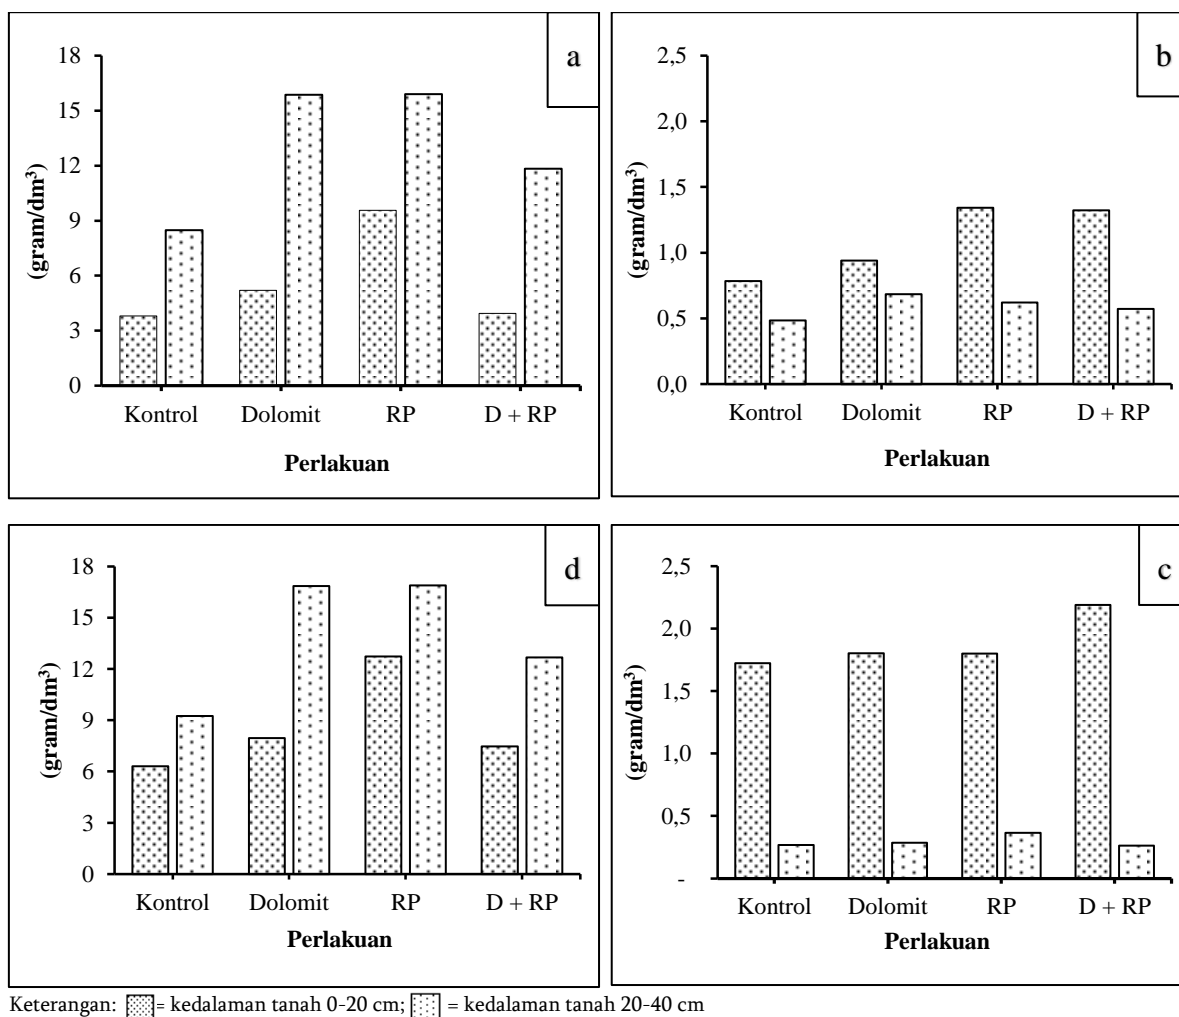 a
18
15
12
9
6
3
0
(gram/dm³)
Kontrol Dolomit RP D + RP
Perlakuan
b
2,5
2,0
1,5
1,0
0,5
0,0
(gram/dm³)
Kontrol Dolomit RP D + RP
Perlakuan
d
18
15
12
9
6
3
0
(gram/dm³)
Kontrol Dolomit RP D + RP
Perlakuan
c
2,5
2,0
1,5
1,0
0,5
-
(gram/dm³)
Kontrol Dolomit RP D + RP
Perlakuan
Keterangan: = kedalaman tanah 0-20 cm; = kedalaman tanah 20-40 cm